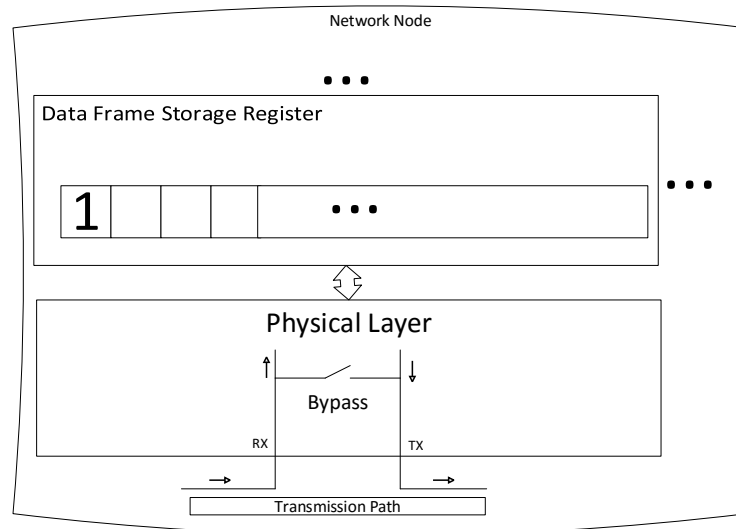 Network Node
...
Data Frame Storage Register
...
1
...
Physical Layer
Bypass
RX
TX
Transmission Path